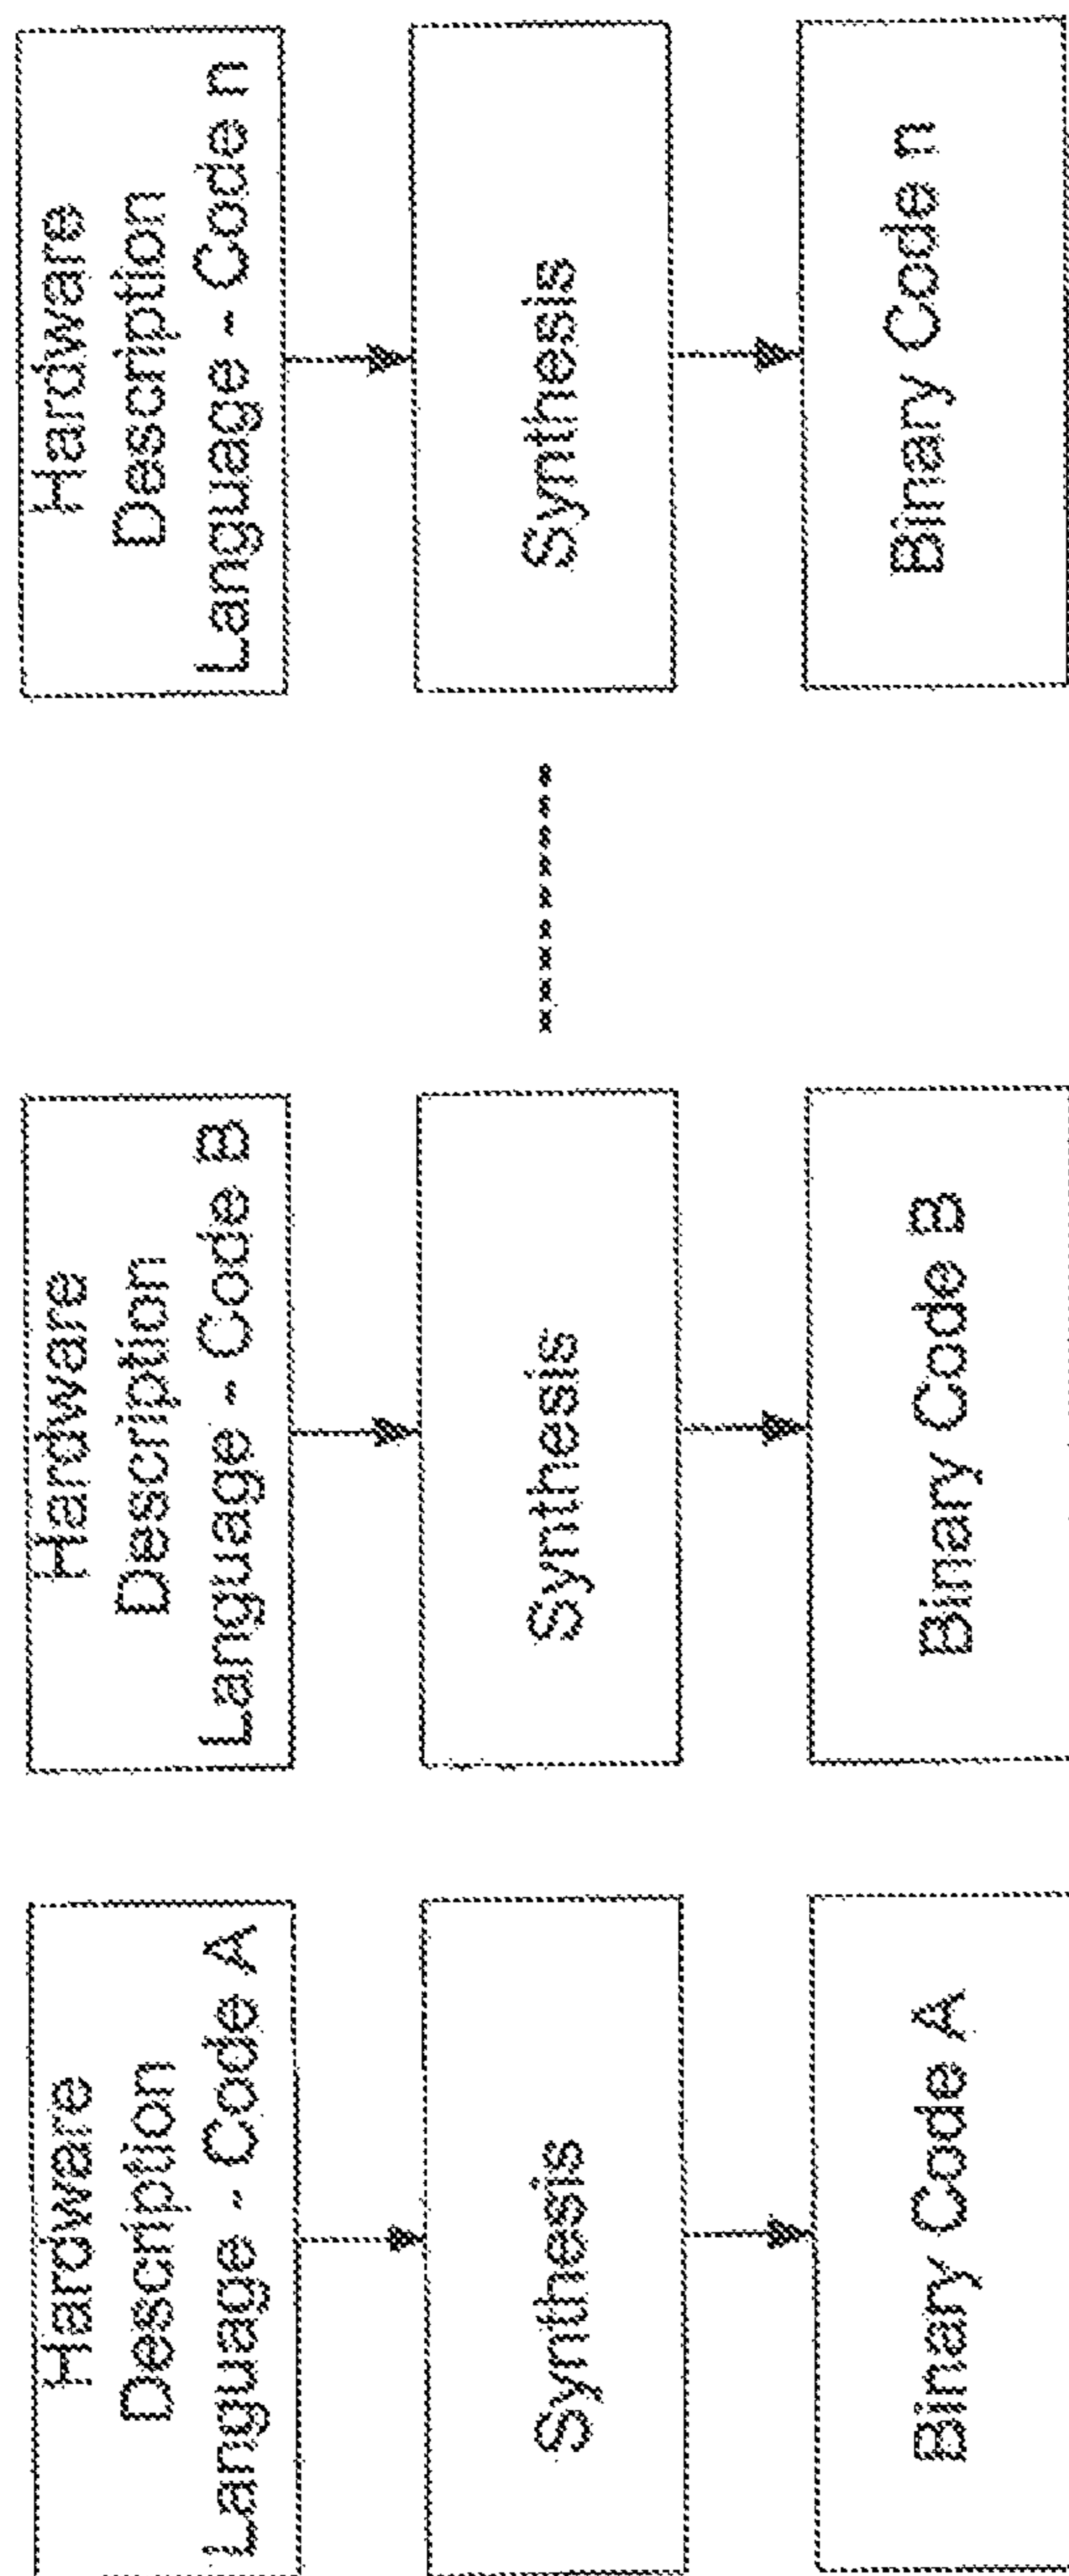 Hardware
Description
Language - Code A
Synthesis
Binary Code A
Hardware
Description
Language - Code B
Synthesis
Binary Code B
Hardware
Description
Language - Code n
Synthesis
Binary Code n